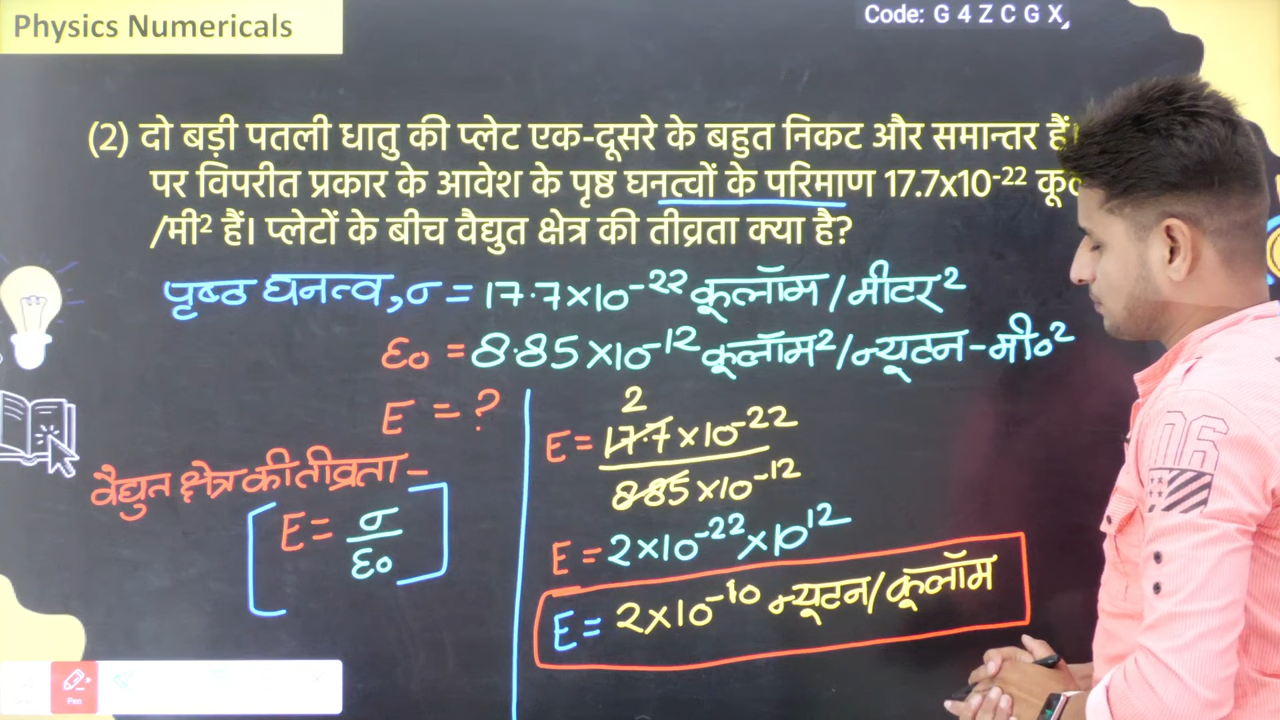 Physics Numericals
Code: G 4 Z C G X
(2) दो बड़ी पतली धातु की प्लेट एक-दूसरे के बहुत निकट और समान्तर हैं।
पर विपरीत प्रकार के आवेश के पृष्ठ घनत्वों के परिमाण 17.7x10⁻²²
/मी² हैं। प्लेटों के बीच वैद्युत क्षेत्र की तीव्रता क्या है?
पृष्ठ घनत्व, σ = 17.7×10⁻²² कूलॉम/मीटर²
ε₀ = 8.85×10⁻¹² कूलॉम²/न्यूटन-मी०²
E = ?
वैद्युत क्षेत्र की तीव्रता -
E = σ
ε₀
2
E = 17.7×10⁻²²
8.85×10⁻¹²
E = 2×10⁻²²×10¹²
E = 2×10⁻¹⁰ न्यूटन/कूलॉम
06
Pen